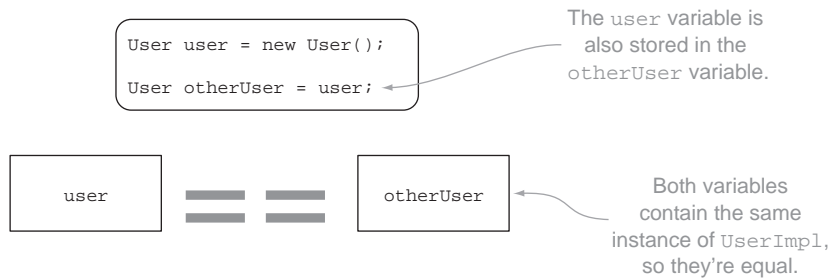 User user = new User();
User otherUser = user;
The user variable is
also stored in the
otherUser variable.
user
==
otherUser
Both variables
contain the same
instance of UserImpl,
so they're equal.